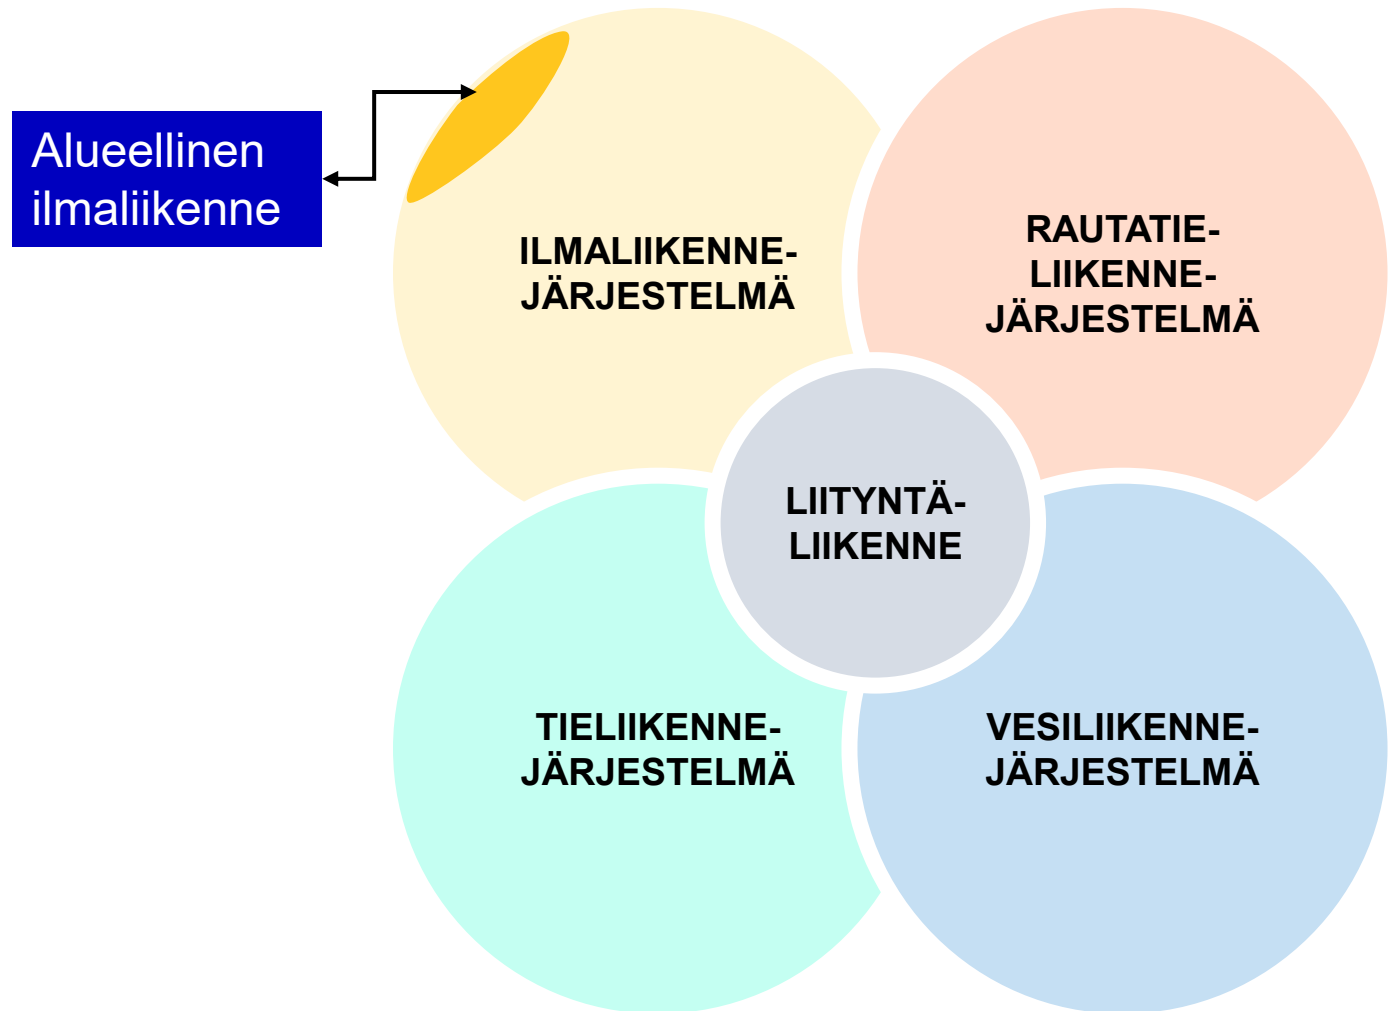 Alueellinen
ilmaliikenne
ILMALIIKENNE-
JÄRJESTELMÄ
RAUTATIE-
LIIKENNE-
JÄRJESTELMÄ
LIITYNTÄ-
LIIKENNE
TIELIIKENNE-
JÄRJESTELMÄ
VESILIIKENNE-
JÄRJESTELMÄ